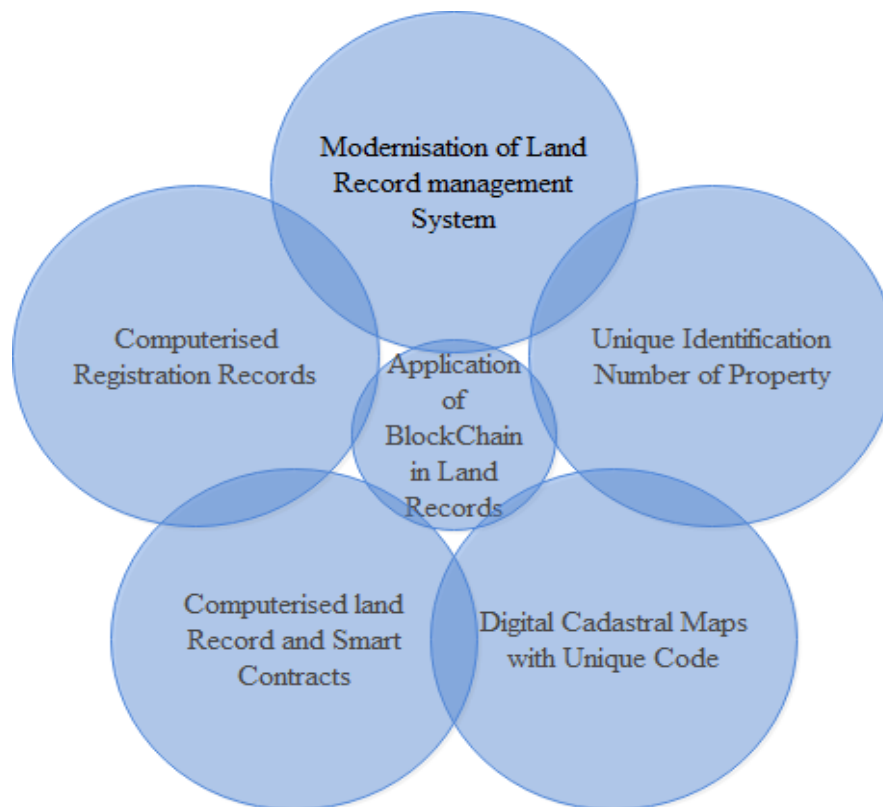 Modernisation of Land
Record management
System
Computerised
Registration Records
Unique Identification
Number of Property
Application
of
BlockChain
in Land
Records
Computerised land
Record and Smart
Contracts
Digital Cadastral Maps
with Unique Code